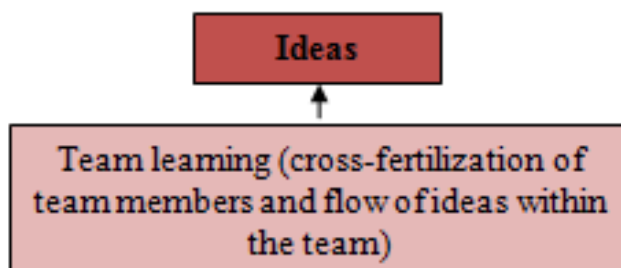 Ideas
Team learning (cross-fertilization of
team members and flow of ideas within
the team)